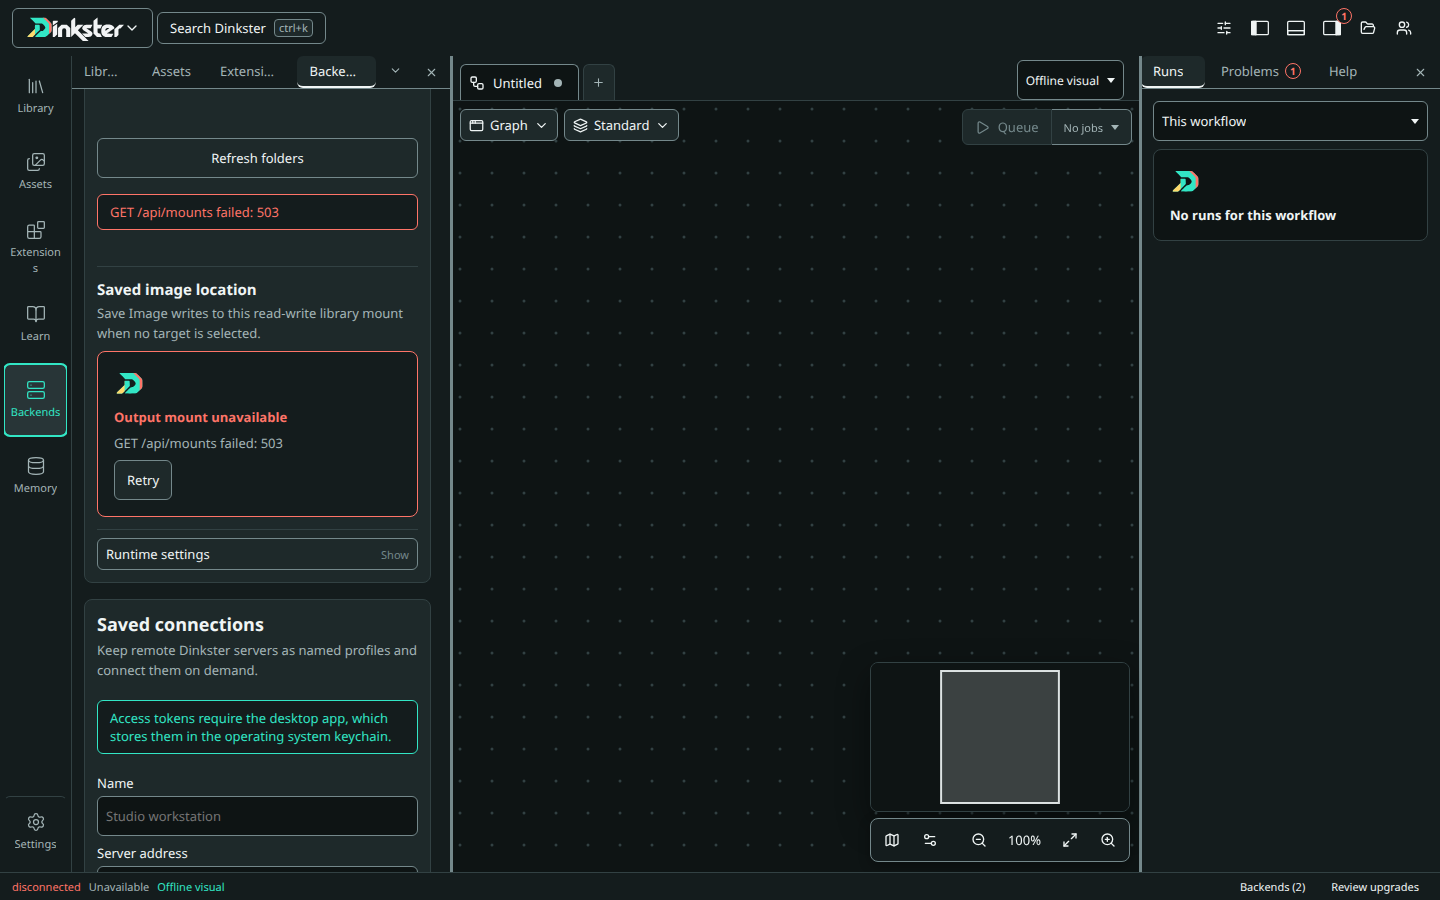 Dinkster
Search Dinkster ctrl+k
1
Libr...
Assets
Extensi...
Backe...
Untitled
Offline visual
Runs
Problems 1
Help
Library
Assets
Extension
s
Learn
Backends
Memory
Settings
Refresh folders
GET /api/mounts failed: 503
Saved image location
Save Image writes to this read-write library mount
when no target is selected.
Output mount unavailable
GET /api/mounts failed: 503
Retry
Runtime settings Show
Saved connections
Keep remote Dinkster servers as named profiles and
connect them on demand.
Access tokens require the desktop app, which
stores them in the operating system keychain.
Name
Studio workstation
Server address
Graph
Standard
Queue
No jobs
100%
This workflow
No runs for this workflow
disconnected Unavailable Offline visual
Backends (2) Review upgrades